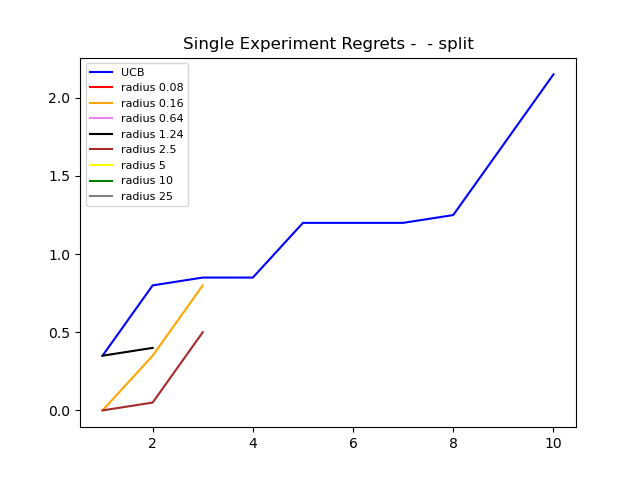 Single Experiment Regrets -  - split
UCB
radius 0.08
radius 0.16
radius 0.64
radius 1.24
radius 2.5
radius 5
radius 10
radius 25
2.0
1.5
1.0
0.5
0.0
2 4 6 8 10